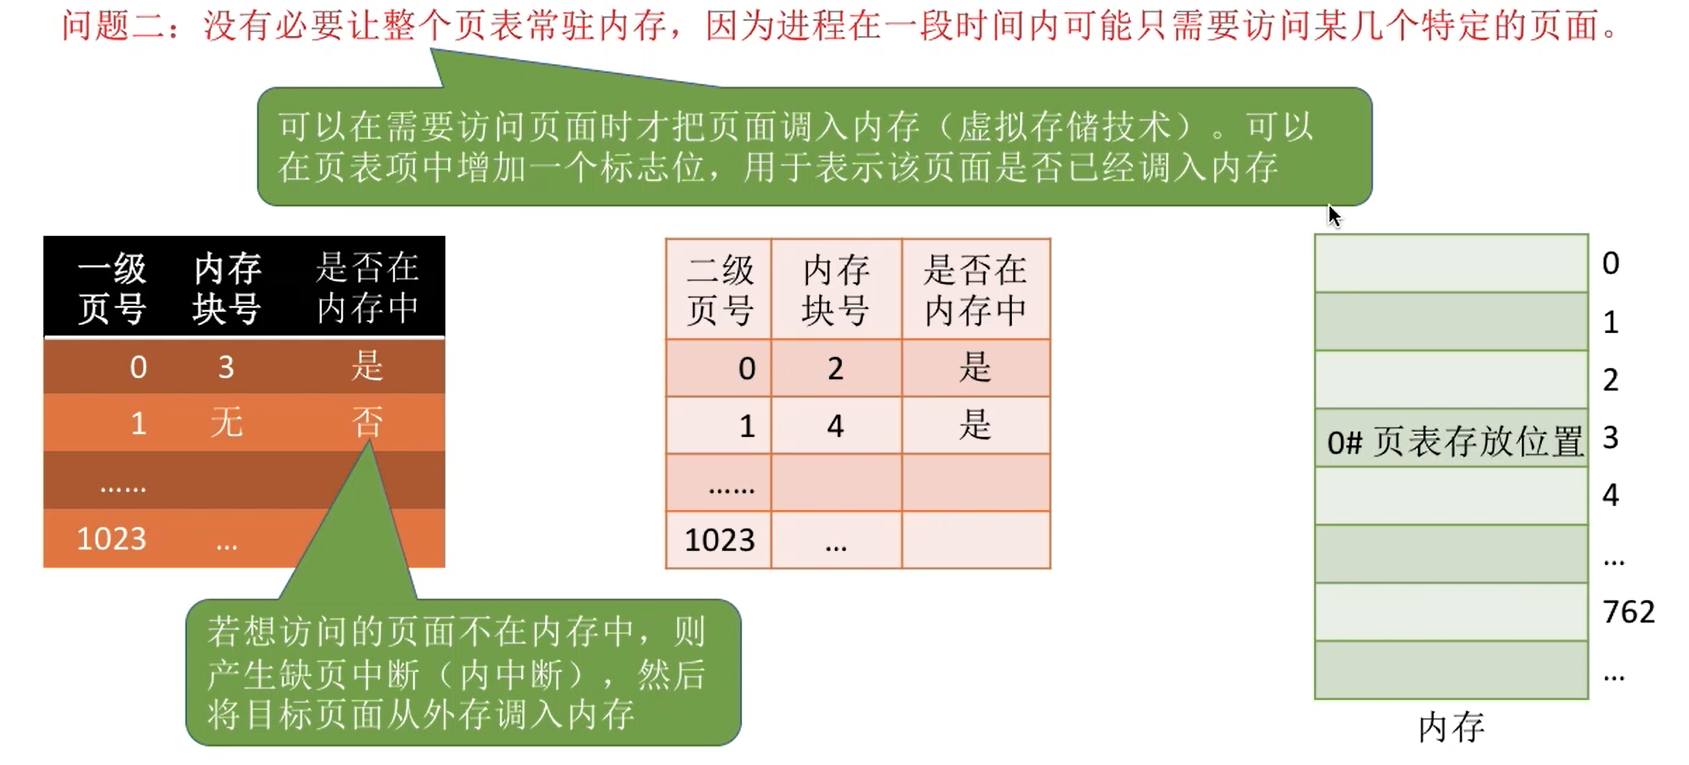 问题二：没有必要让整个页表常驻内存，因为进程在一段时间内可能只需要访问某几个特定的页面。
可以在需要访问页面时才把页面调入内存（虚拟存储技术）。可以
在页表项中增加一个标志位，用于表示该页面是否已经调入内存
一级 内存 是否在
页号 块号 内存中
0 3 是
1 无 否
……
1023 ...
二级 内存 是否在
页号 块号 内存中
0 2 是
1 4 是
……
1023 ...
0
1
2
0# 页表存放位置 3
4
...
762
...
内存
若想访问的页面不在内存中，则
产生缺页中断（内中断），然后
将目标页面从外存调入内存